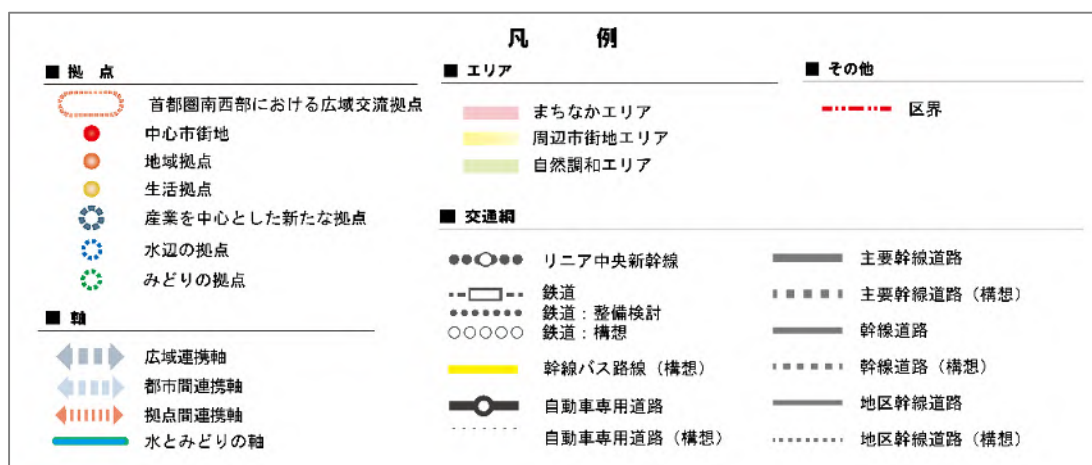 凡 例
■ 拠 点
首都圏南西部における広域交流拠点
中心市街地
地域拠点
生活拠点
産業を中心とした新たな拠点
水辺の拠点
みどりの拠点
■ 軸
広域連携軸
都市間連携軸
拠点間連携軸
水とみどりの軸
■ エリア
まちなかエリア
周辺市街地エリア
自然調和エリア
■ その他
区界
■ 交通網
リニア中央新幹線
鉄道
鉄道：整備検討
鉄道：構想
幹線バス路線（構想）
自動車専用道路
自動車専用道路（構想）
主要幹線道路
主要幹線道路（構想）
幹線道路
幹線道路（構想）
地区幹線道路
地区幹線道路（構想）